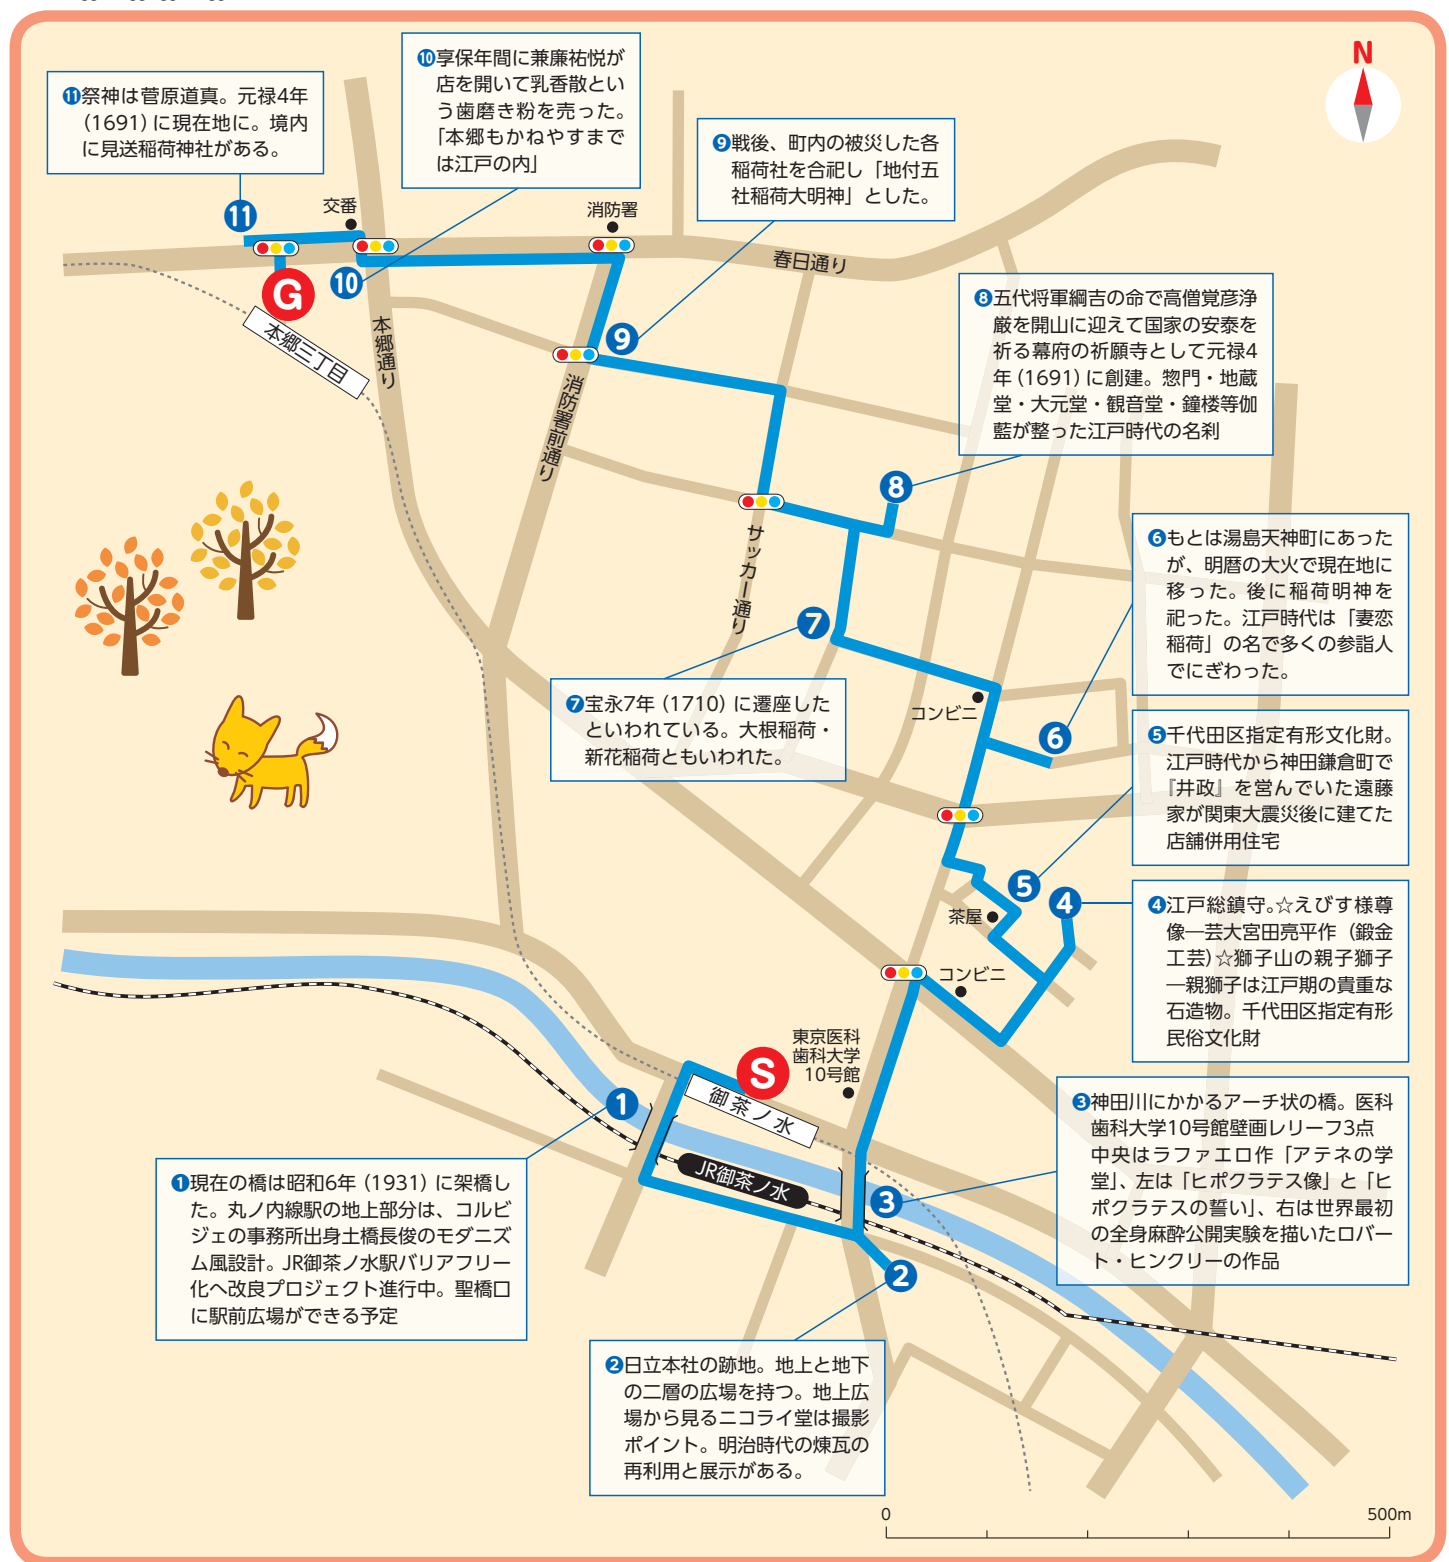 N
⓫祭神は菅原道真。元禄4年
(1691)に現在地に。境内
に見送稲荷神社がある。
❿享保年間に兼廉祐悦が
店を開いて乳香散とい
う歯磨き粉を売った。
「本郷もかねやすまで
は江戸の内」
❾戦後、町内の被災した各
稲荷社を合祀し「地付五
社稲荷大明神」とした。
交番
消防署
11
春日通り
G
10
本郷三丁目
本郷通り
9
消防署前通り
❽五代将軍綱吉の命で高僧覚彦浄
厳を開山に迎えて国家の安泰を
祈る幕府の祈願寺として元禄4
年(1691)に創建。惣門・地蔵
堂・大元堂・観音堂・鐘楼等伽
藍が整った江戸時代の名刹
8
サッカー通り
7
❻もとは湯島天神町にあった
が、明暦の大火で現在地に
移った。後に稲荷明神を
祀った。江戸時代は「妻恋
稲荷」の名で多くの参詣人
でにぎわった。
❼宝永7年(1710)に遷座した
といわれている。大根稲荷・
新花稲荷ともいわれた。
コンビニ
6
❺千代田区指定有形文化財。
江戸時代から神田鎌倉町で
『井政』を営んでいた遠藤
家が関東大震災後に建てた
店舗併用住宅
5
4
茶屋
❹江戸総鎮守。☆えびす様尊
像―芸大宮田亮平作(鍛金
工芸)☆獅子山の親子獅子
―親獅子は江戸期の貴重な
石造物。千代田区指定有形
民俗文化財
コンビニ
東京医科
歯科大学
10号館
S
御茶ノ水
1
JR御茶ノ水
3
❸神田川にかかるアーチ状の橋。医科
歯科大学10号館壁画レリーフ3点
中央はラファエロ作「アテネの学
堂」、左は「ヒポクラテス像」と「ヒ
ポクラテスの誓い」、右は世界最初
の全身麻酔公開実験を描いたロバー
ト・ヒンクリーの作品
❶現在の橋は昭和6年(1931)に架橋し
た。丸ノ内線駅の地上部分は、コルビ
ジェの事務所出身土橋長俊のモダニズ
ム風設計。JR御茶ノ水駅バリアフリー
化へ改良プロジェクト進行中。聖橋口
に駅前広場ができる予定
2
❷日立本社の跡地。地上と地下
の二層の広場を持つ。地上広
場から見るニコライ堂は撮影
ポイント。明治時代の煉瓦の
再利用と展示がある。
0
500m